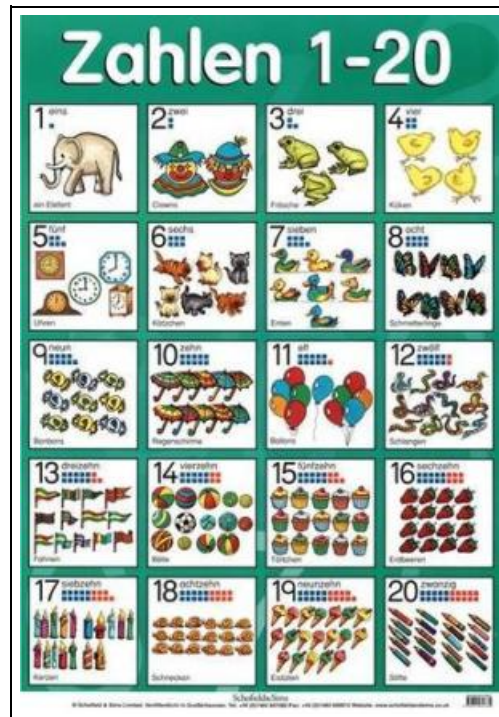 Zahlen 1-20
1 eins
ein Elefant
2 zwei
Clowns
3 drei
Frösche
4 vier
Küken
5 fünf
Uhren
6 sechs
Kätzchen
7 sieben
Enten
8 acht
Schmetterlinge
9 neun
Bonbons
10 zehn
Regenschirme
11 elf
Ballons
12 zwölf
Schlangen
13 dreizehn
Fahnen
14 vierzehn
Bälle
15 fünfzehn
Törtchen
16 sechzehn
Erdbeeren
17 siebzehn
Kerzen
18 achtzehn
Schnecken
19 neunzehn
Eistüten
20 zwanzig
Stifte
Schofield&Sims